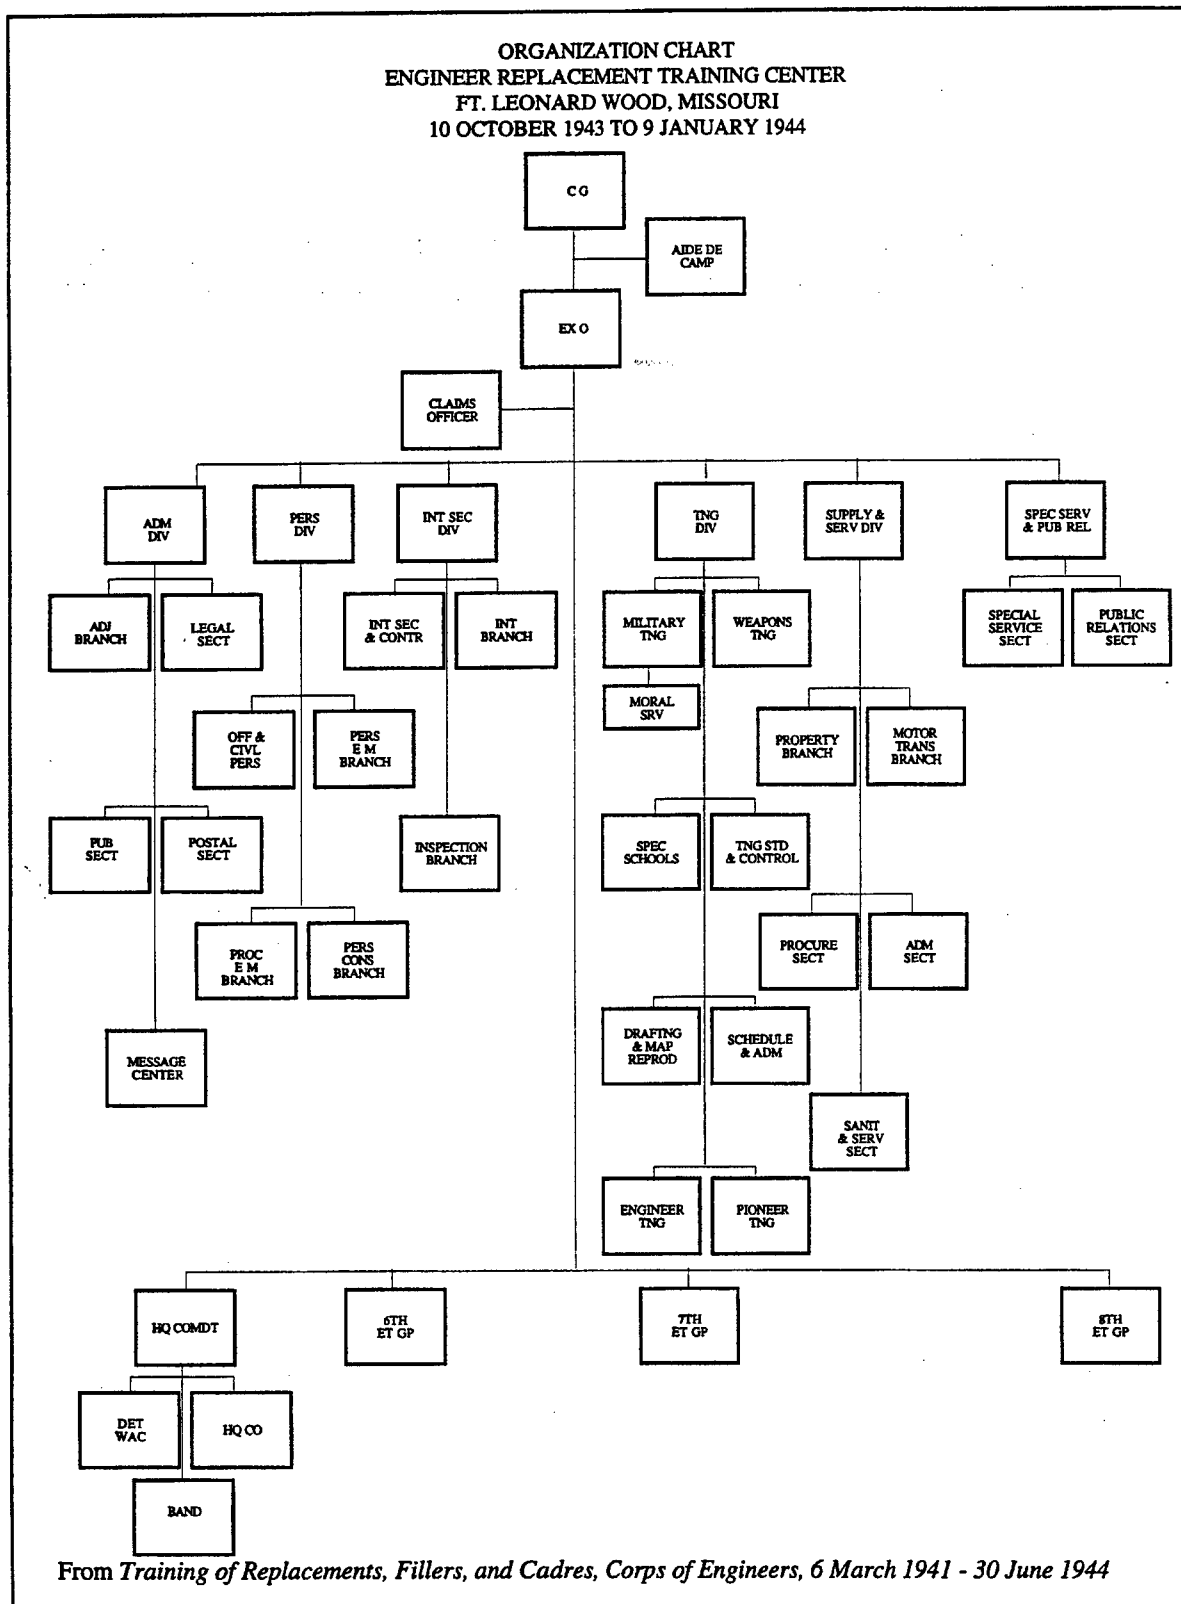 ORGANIZATION CHART
ENGINEER REPLACEMENT TRAINING CENTER
FT. LEONARD WOOD, MISSOURI
10 OCTOBER 1943 TO 9 JANUARY 1944
C G
AIDE DE
CAMP
EX O
CLAIMS
OFFICER
ADM
DIV
PERS
DIV
INT SEC
DIV
TNG
DIV
SUPPLY &
SERV DIV
SPEC SERV
& PUB REL
ADJ
BRANCH
LEGAL
SECT
INT SEC
& CONTR
INT
BRANCH
MILITARY
TNG
WEAPONS
TNG
SPECIAL
SERVICE
SECT
PUBLIC
RELATIONS
SECT
MORAL
SRV
OFF &
CIVL
PERS
PERS
E M
BRANCH
PROPERTY
BRANCH
MOTOR
TRANS
BRANCH
PUB
SECT
POSTAL
SECT
INSPECTION
BRANCH
SPEC
SCHOOLS
TNG STD
& CONTROL
PROC
E M
BRANCH
PERS
CONS
BRANCH
PROCURE
SECT
ADM
SECT
MESSAGE
CENTER
DRAFTNG
& MAP
REPROD
SCHEDULE
& ADM
SANIT
& SERV
SECT
ENGINEER
TNG
PIONEER
TNG
HQ COMDT
6TH
ET GP
7TH
ET GP
8TH
ET GP
DET
WAC
HQ CO
BAND
From Training of Replacements, Fillers, and Cadres, Corps of Engineers, 6 March 1941 - 30 June 1944